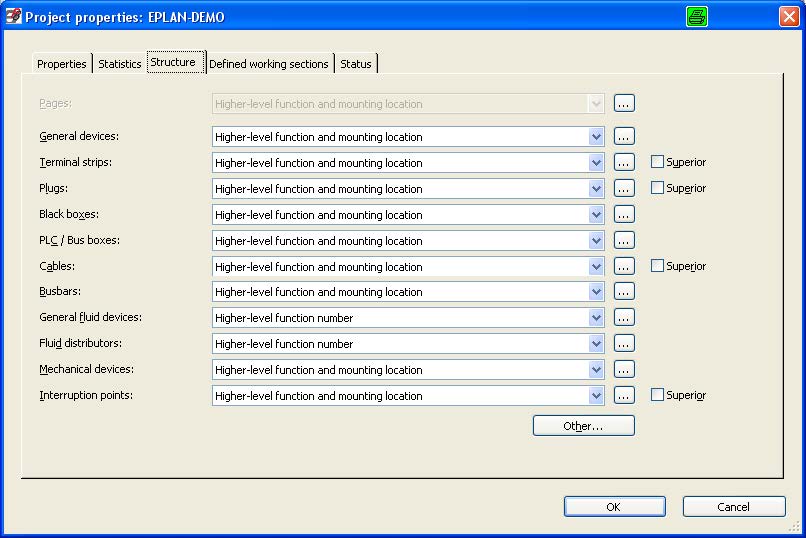 Project properties: EPLAN-DEMO
Properties Statistics Structure Defined working sections Status
Pages: Higher-level function and mounting location ...
General devices: Higher-level function and mounting location ...
Terminal strips: Higher-level function and mounting location ... Superior
Plugs: Higher-level function and mounting location ... Superior
Black boxes: Higher-level function and mounting location ...
PLC / Bus boxes: Higher-level function and mounting location ...
Cables: Higher-level function and mounting location ... Superior
Busbars: Higher-level function and mounting location ...
General fluid devices: Higher-level function number ...
Fluid distributors: Higher-level function number ...
Mechanical devices: Higher-level function and mounting location ...
Interruption points: Higher-level function and mounting location ... Superior
Other...
OK Cancel